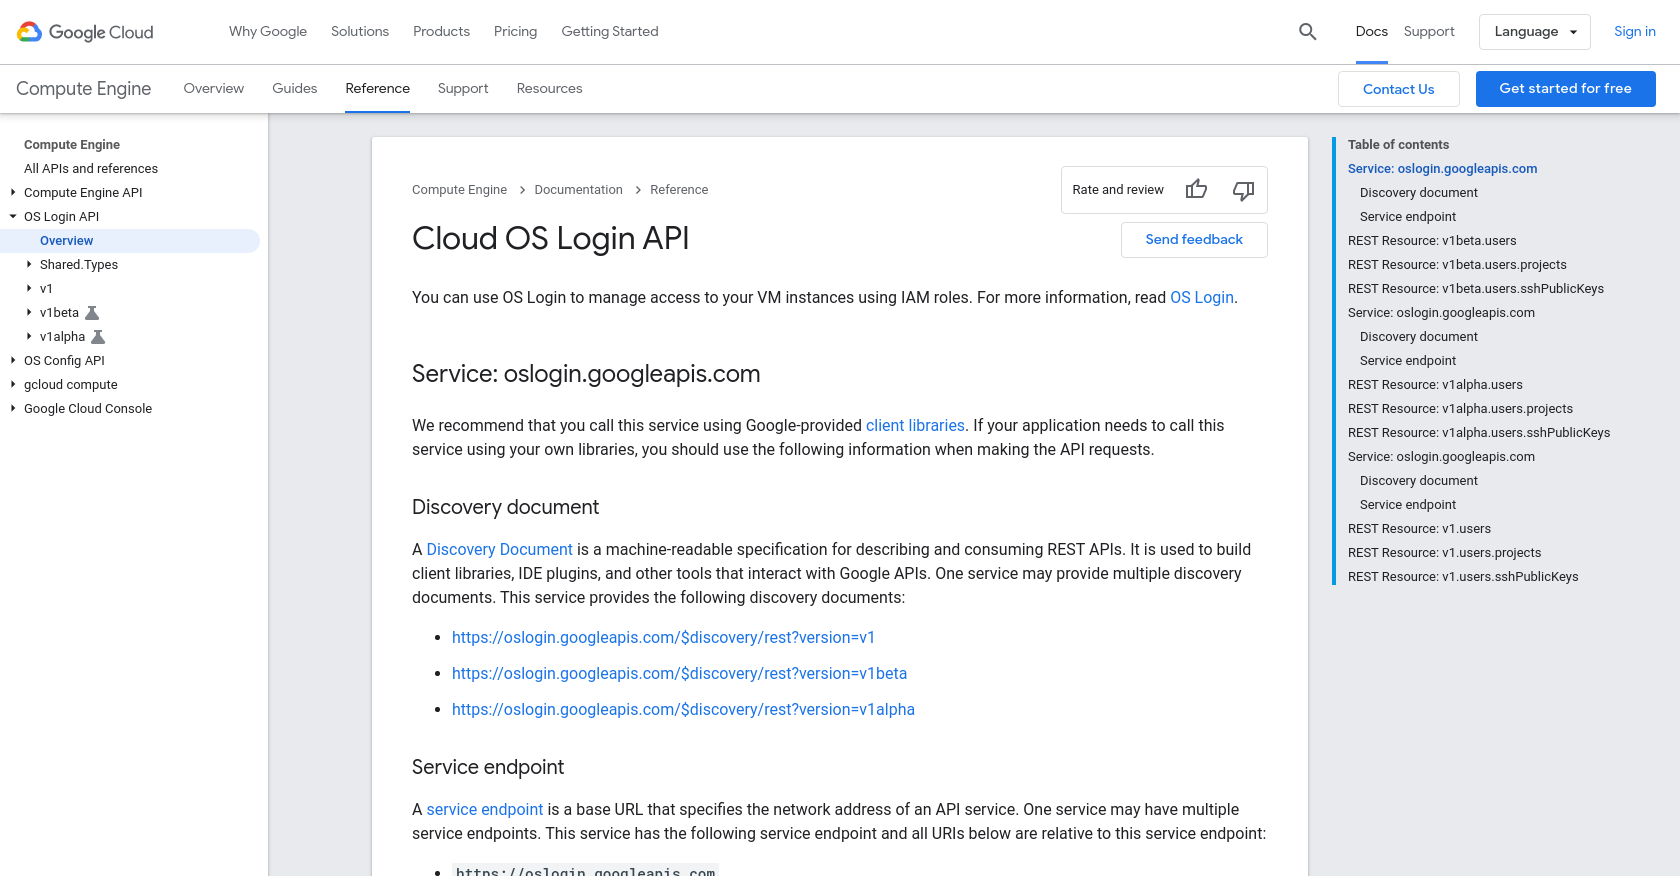 Google Cloud
Why Google
Solutions
Products
Pricing
Getting Started
Docs
Support
Language
Sign in
Compute Engine
Overview
Guides
Reference
Support
Resources
Contact Us
Get started for free
Compute Engine
All APIs and references
Compute Engine API
OS Login API
Overview
Shared.Types
v1
v1beta
v1alpha
OS Config API
gcloud compute
Google Cloud Console
Compute Engine
Documentation
Reference
Rate and review
Cloud OS Login API
Send feedback
You can use OS Login to manage access to your VM instances using IAM roles. For more information, read OS Login.
Service: oslogin.googleapis.com
We recommend that you call this service using Google-provided client libraries. If your application needs to call this
service using your own libraries, you should use the following information when making the API requests.
Discovery document
A Discovery Document is a machine-readable specification for describing and consuming REST APIs. It is used to build
client libraries, IDE plugins, and other tools that interact with Google APIs. One service may provide multiple discovery
documents. This service provides the following discovery documents:
https://oslogin.googleapis.com/$discovery/rest?version=v1
https://oslogin.googleapis.com/$discovery/rest?version=v1beta
https://oslogin.googleapis.com/$discovery/rest?version=v1alpha
Service endpoint
A service endpoint is a base URL that specifies the network address of an API service. One service may have multiple
service endpoints. This service has the following service endpoint and all URIs below are relative to this service endpoint:
https://oslogin.googleapis.com
Table of contents
Service: oslogin.googleapis.com
Discovery document
Service endpoint
REST Resource: v1beta.users
REST Resource: v1beta.users.projects
REST Resource: v1beta.users.sshPublicKeys
Service: oslogin.googleapis.com
Discovery document
Service endpoint
REST Resource: v1alpha.users
REST Resource: v1alpha.users.projects
REST Resource: v1alpha.users.sshPublicKeys
Service: oslogin.googleapis.com
Discovery document
Service endpoint
REST Resource: v1.users
REST Resource: v1.users.projects
REST Resource: v1.users.sshPublicKeys